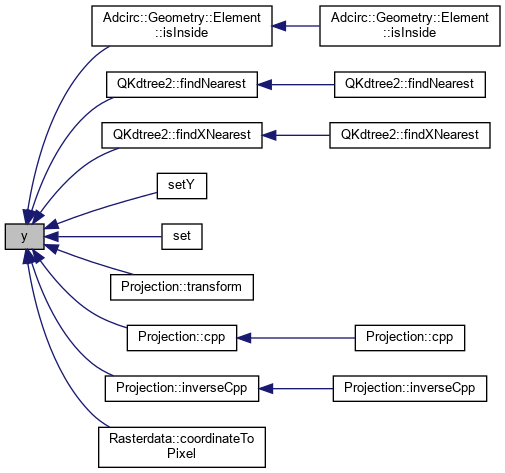 Adcirc::Geometry::Element
::isInside
Adcirc::Geometry::Element
::isInside
QKdtree2::findNearest
QKdtree2::findNearest
QKdtree2::findXNearest
QKdtree2::findXNearest
setY
y
set
Projection::transform
Projection::cpp
Projection::cpp
Projection::inverseCpp
Projection::inverseCpp
Rasterdata::coordinateTo
Pixel